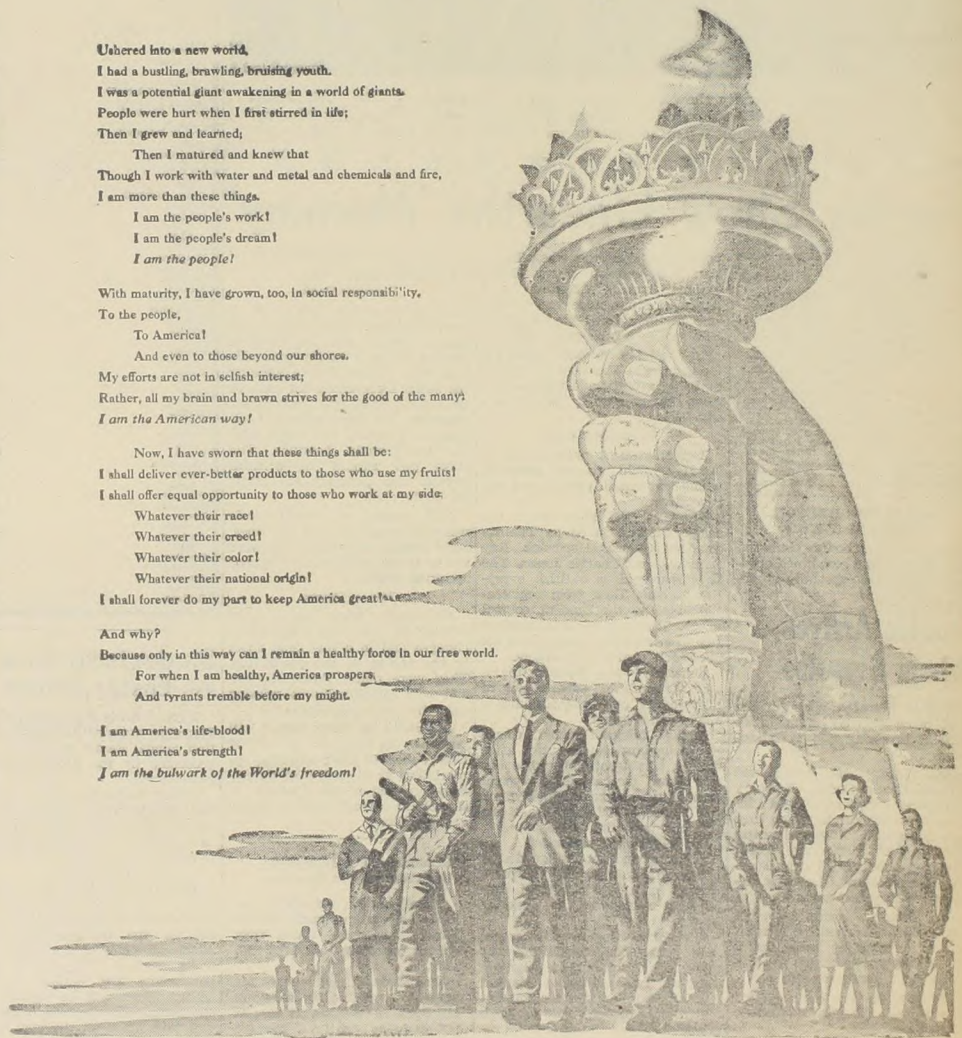 Ushered into a new world,
I had a bustling, brawling, bruising youth.
I was a potential giant awakening in a world of giants.
People were hurt when I first stirred in life;
Then I grew and learned;
Then I matured and knew that
Though I work with water and metal and chemicals and fire,
I am more than these things.
I am the people's work!
I am the people's dream!
I am the people!
With maturity, I have grown, too, in social responsibility,
To the people,
To America!
And even to those beyond our shores.
My efforts are not in selfish interest;
Rather, all my brain and brawn strives for the good of the many!
I am the American way!
Now, I have sworn that these things shall be:
I shall deliver ever-better products to those who use my fruits!
I shall offer equal opportunity to those who work at my side;
Whatever their race!
Whatever their creed!
Whatever their color!
Whatever their national origin!
I shall forever do my part to keep America great!
And why?
Because only in this way can I remain a healthy force in our free world.
For when I am healthy, America prospers,
And tyrants tremble before my might.
I am America's life-blood!
I am America's strength!
I am the bulwark of the World's freedom!